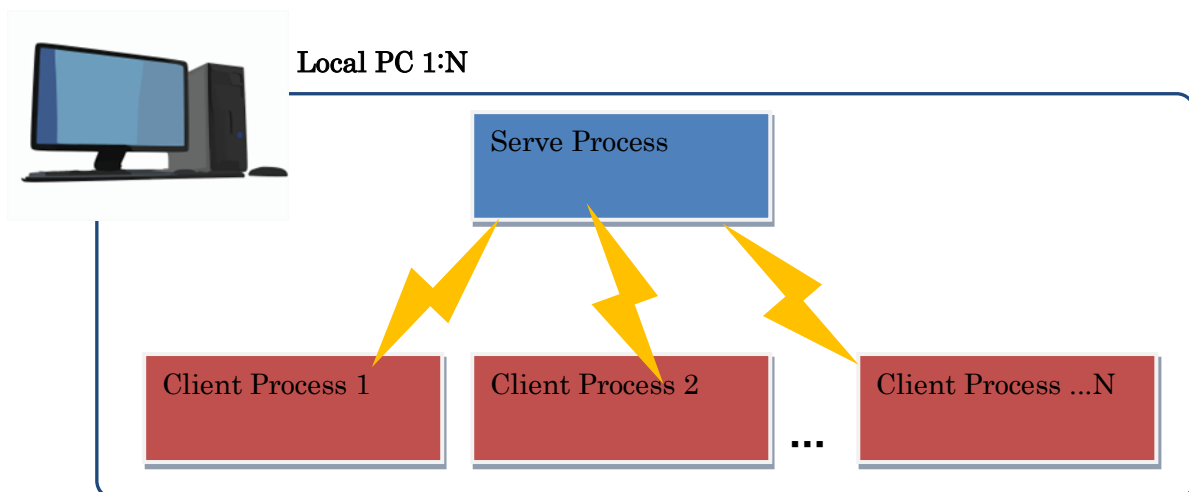 Local PC 1:N
Serve Process
Client Process 1
Client Process 2
...
Client Process ...N